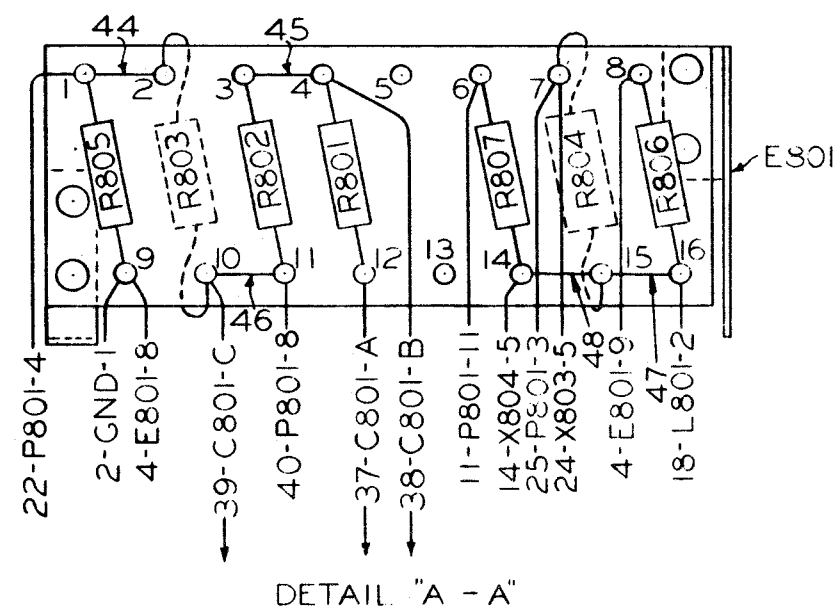 44 45
1 2 3 4 5 6 7 8
R805 R803 R802 R801 R807 R804 R806
E801
9 10 11 12 13 14 15 16
46 48 47
22-P801-4
2-GND-1
4-E801-8
39-C801-C
40-P801-8
37-C801-A
38-C801-B
11-P801-11
14-X804-5
25-P801-3
24-X803-5
4-E801-9
18-L801-2
DETAIL "A - A"